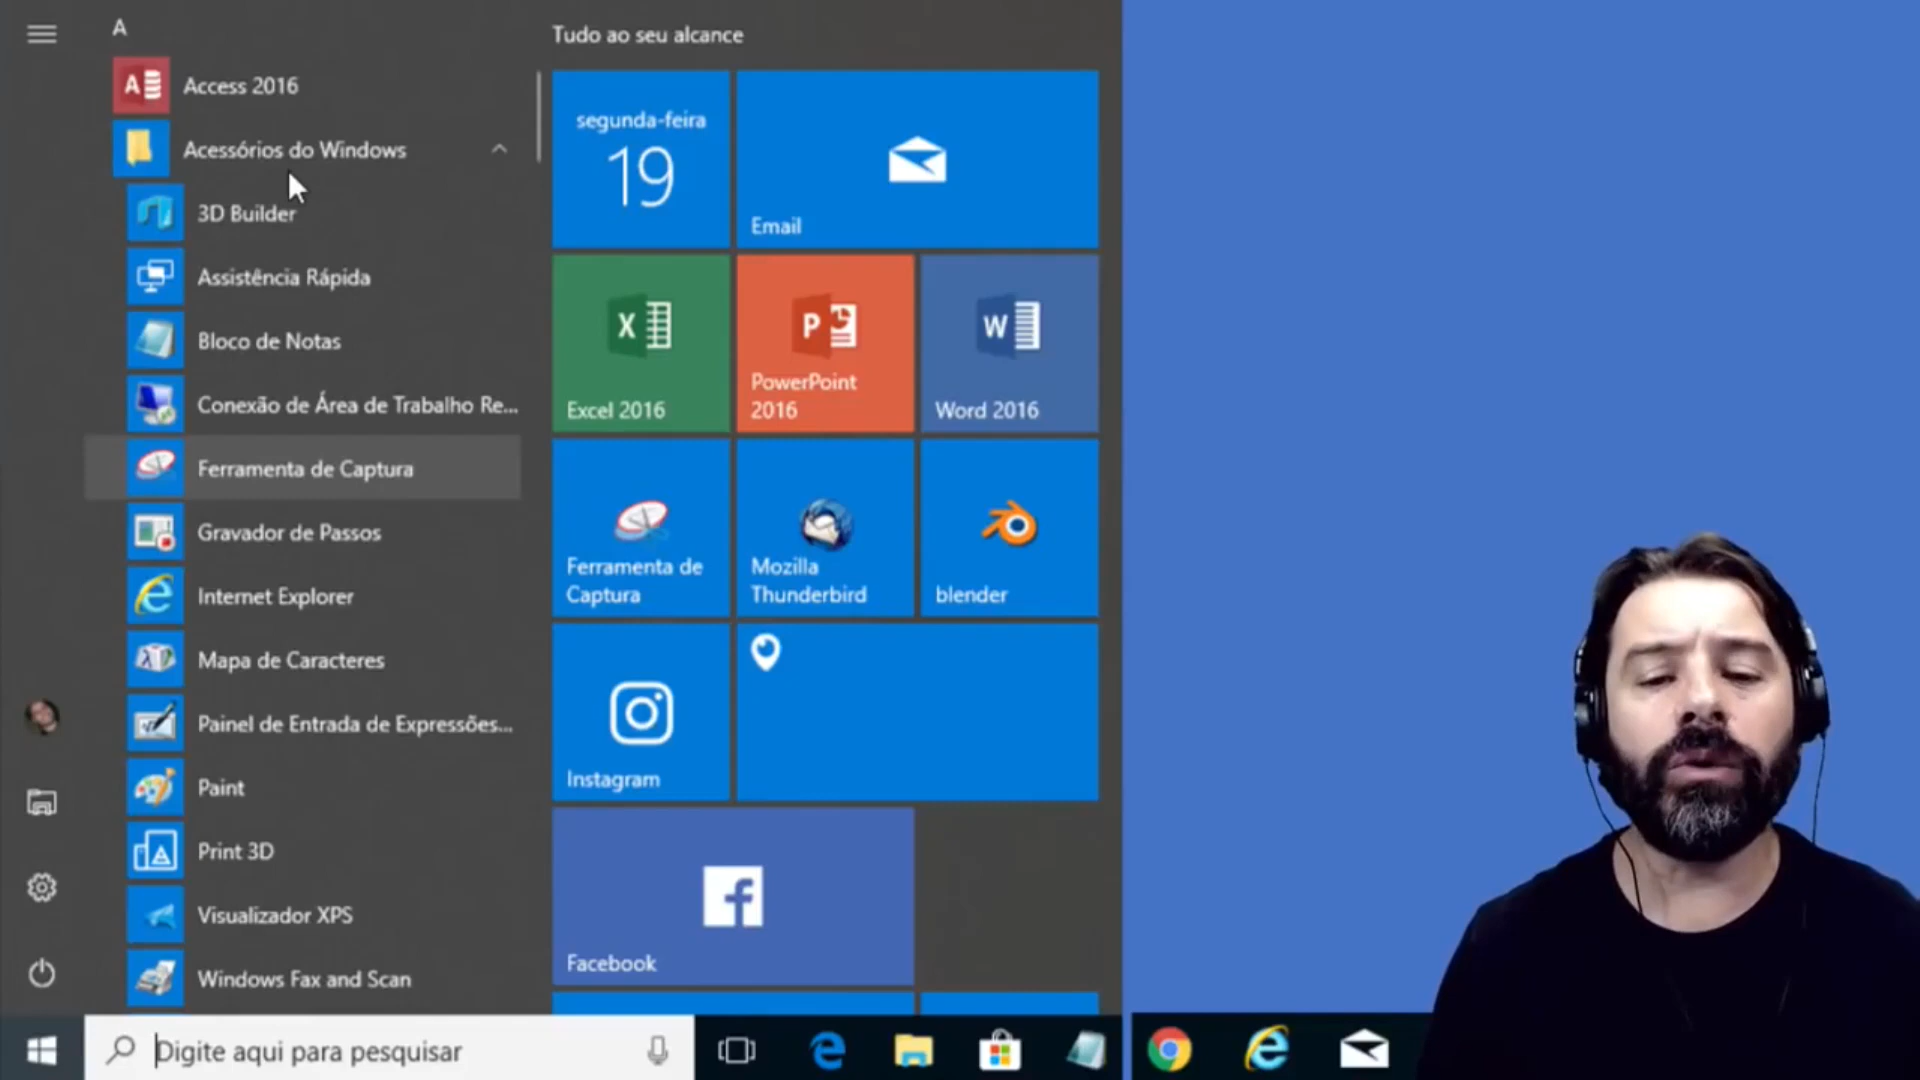 A
Access 2016
Acessórios do Windows
3D Builder
Assistência Rápida
Bloco de Notas
Conexão de Área de Trabalho Re...
Ferramenta de Captura
Gravador de Passos
Internet Explorer
Mapa de Caracteres
Painel de Entrada de Expressões...
Paint
Print 3D
Visualizador XPS
Windows Fax and Scan
Tudo ao seu alcance
segunda-feira
19
Email
Excel 2016
PowerPoint
2016
Word 2016
Ferramenta de
Captura
Mozilla
Thunderbird
blender
Instagram
Facebook
Digite aqui para pesquisar